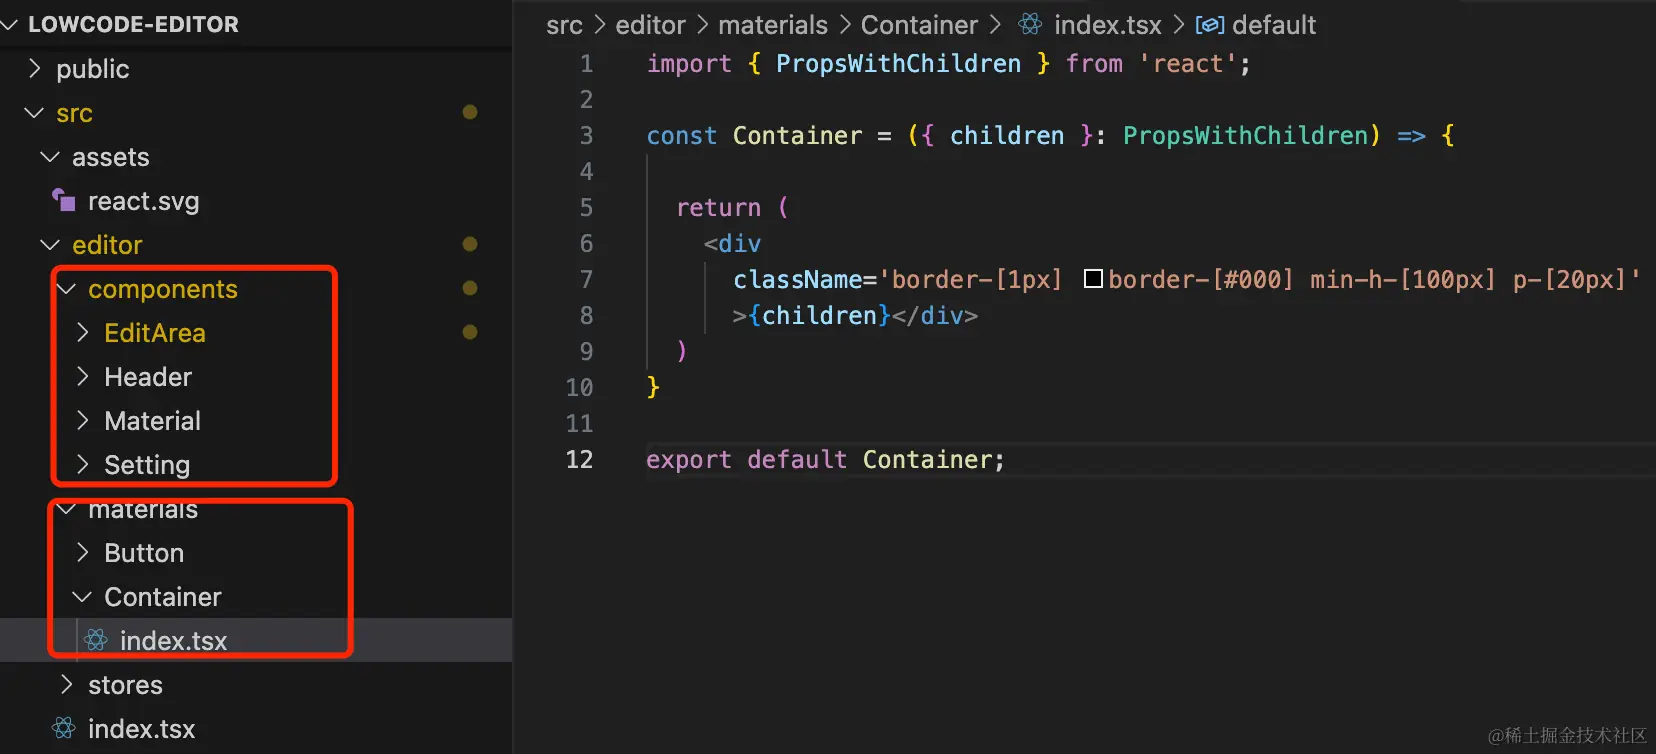 LOWCODE-EDITOR
public
src
assets
react.svg
editor
components
EditArea
Header
Material
Setting
materials
Button
Container
index.tsx
stores
index.tsx
src > editor > materials > Container > index.tsx > default
1 import { PropsWithChildren } from 'react';
2
3 const Container = ({ children }: PropsWithChildren) => {
4
5 return (
6 <div
7 className='border-[1px] border-[#000] min-h-[100px] p-[20px]'
8 >{children}</div>
9 )
10 }
11
12 export default Container;
@稀土掘金技术社区